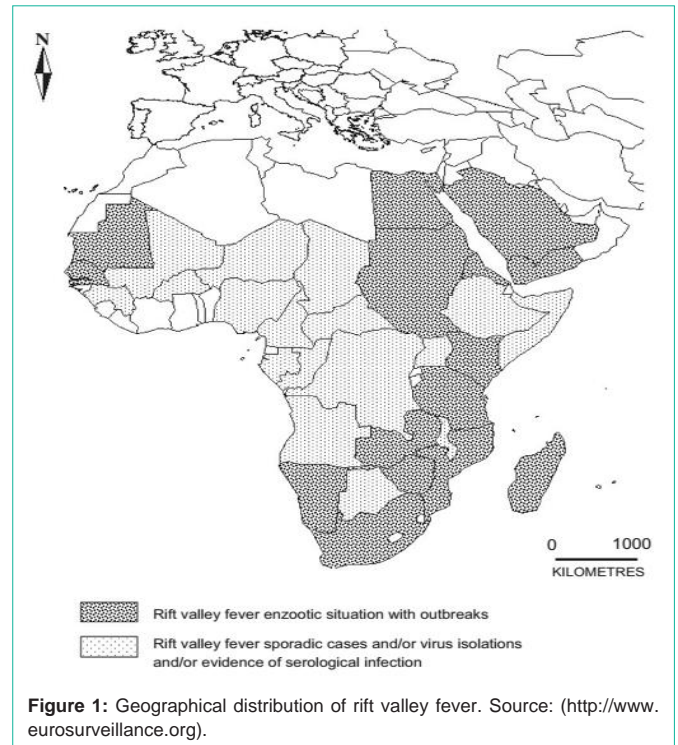 N
0 1000
KILOMETRES
Rift valley fever enzootic situation with outbreaks
Rift valley fever sporadic cases and/or virus isolations
and/or evidence of serological infection
Figure 1: Geographical distribution of rift valley fever. Source: (http://www.
eurosurveillance.org).